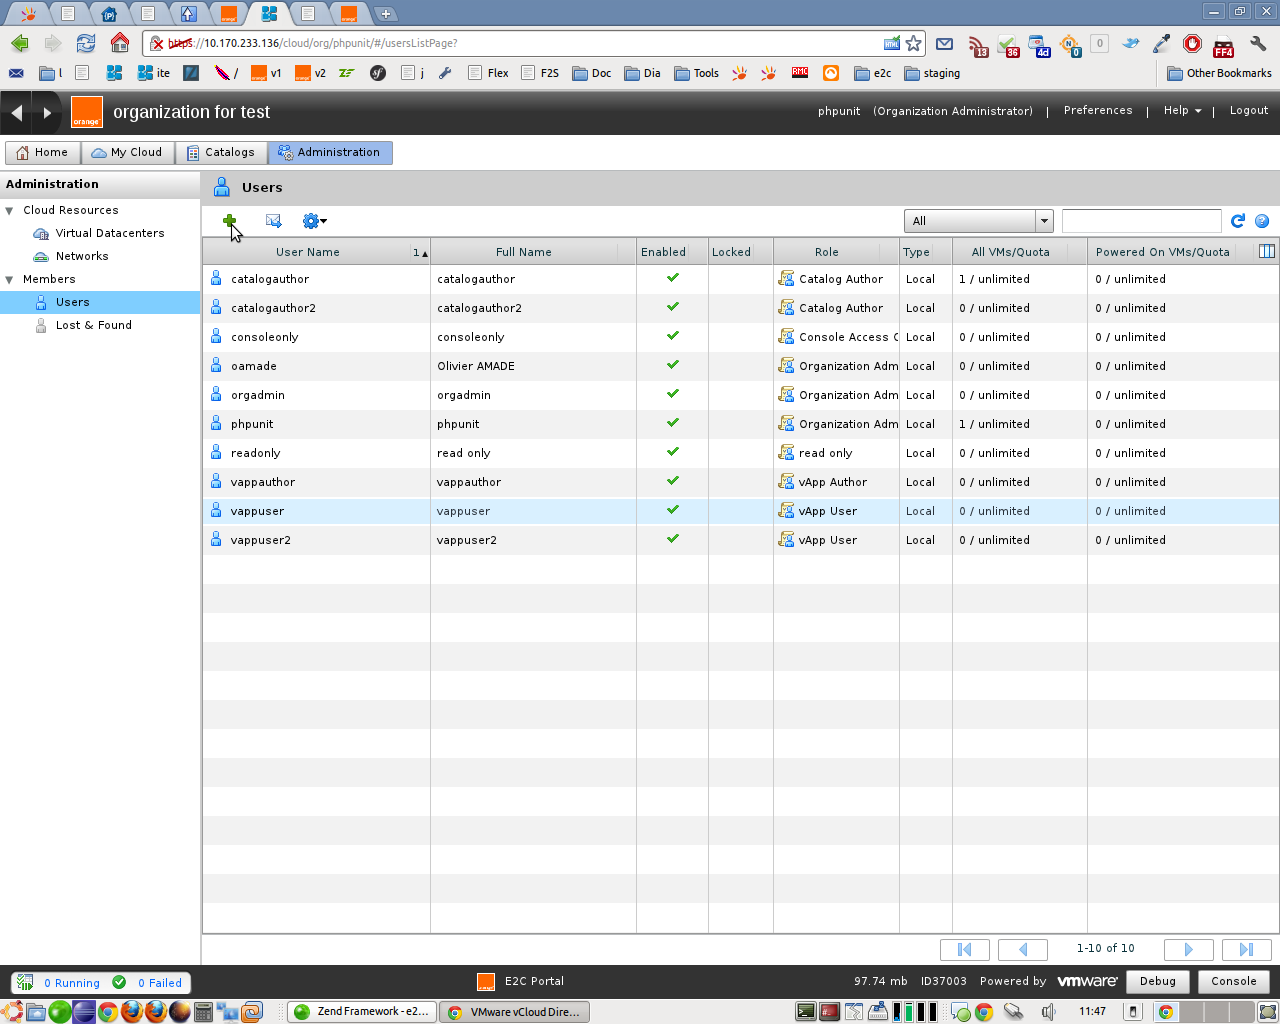 https://10.170.233.136/cloud/org/phpunit/#/usersListPage?
13 35 4d 0 0 FF4
l ite / v1 v2 j Flex F2S Doc Dia Tools RMC e2c staging Other Bookmarks
orange organization for test phpunit (Organization Administrator) | Preferences | Help | Logout
Home My Cloud Catalogs Administration
Administration
Cloud Resources
Virtual Datacenters
Networks
Members
Users
Lost & Found
Users
All
User Name 1 Full Name Enabled Locked Role Type All VMs/Quota Powered On VMs/Quota
catalogauthor catalogauthor Catalog Author Local 1 / unlimited 0 / unlimited
catalogauthor2 catalogauthor2 Catalog Author Local 0 / unlimited 0 / unlimited
consoleonly consoleonly Console Access Local 0 / unlimited 0 / unlimited
oamade Olivier AMADE Organization Adm Local 0 / unlimited 0 / unlimited
orgadmin orgadmin Organization Adm Local 0 / unlimited 0 / unlimited
phpunit phpunit Organization Adm Local 1 / unlimited 0 / unlimited
readonly read only read only Local 0 / unlimited 0 / unlimited
vappauthor vappauthor vApp Author Local 0 / unlimited 0 / unlimited
vappuser vappuser vApp User Local 0 / unlimited 0 / unlimited
vappuser2 vappuser2 vApp User Local 0 / unlimited 0 / unlimited
1-10 of 10
0 Running 0 Failed E2C Portal 97.74 mb ID37003 Powered by vmware Debug Console
Zend Framework - e2... VMware vCloud Dire... 11:47